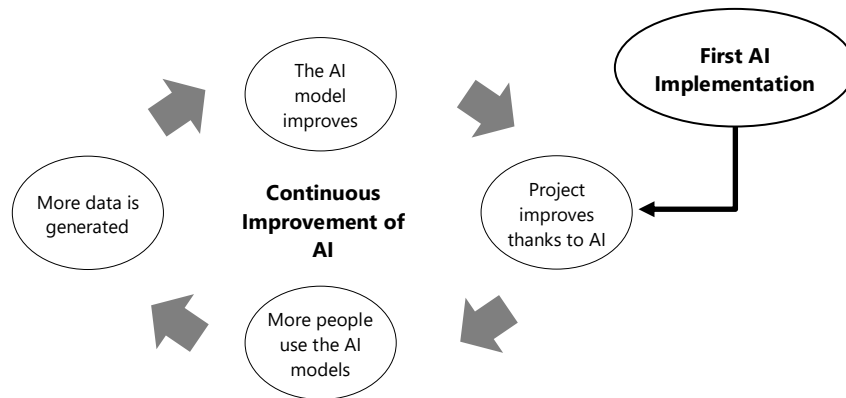 The AI
model
improves
First AI
Implementation
More data is
generated
Continuous
Improvement of
AI
Project
improves
thanks to AI
More people
use the AI
models